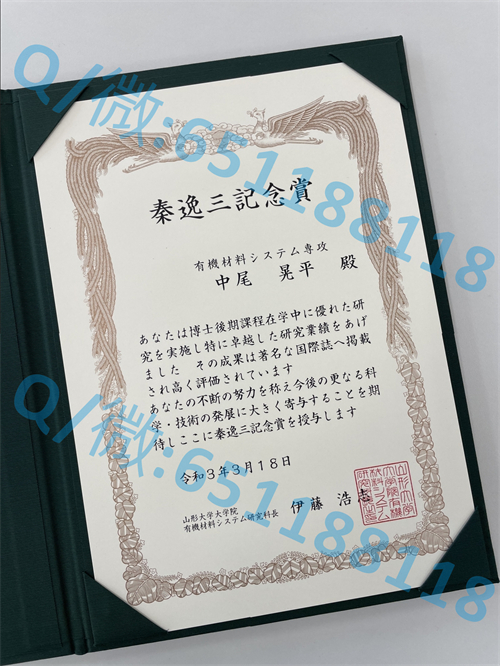 Q/微:651188118
秦逸三記念賞
有機材料システム専攻
中尾 晃平 殿
あなたは博士後期課程在学中に優れた研
究を実施し特に卓越した研究業績をあげ
ました その成果は著名な国際誌へ掲載
され高く評価されています
あなたの不断の努力を称え今後の更なる科
学・技術の発展に大きく寄与することを期
待しここに秦逸三記念賞を授与します
令和3年3月18日
山形大学大学院
有機材料システム研究科長 伊藤 浩志
Q/微:651188118